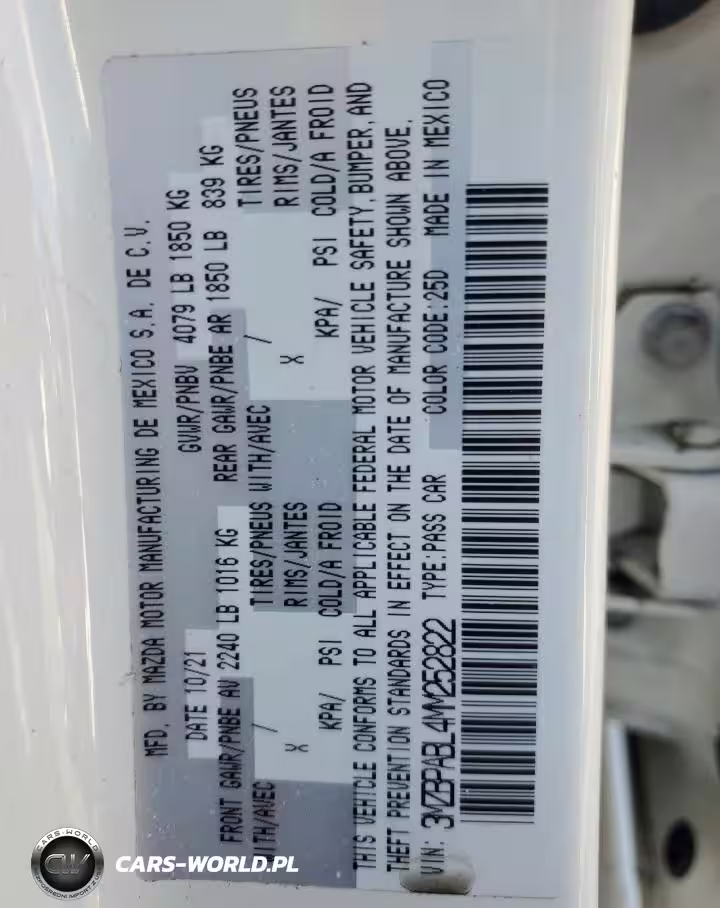 MFD. BY MAZDA MOTOR MANUFACTURING DE MEXICO S.A. DE C.V.
DATE 10/21 GVWR/PNBV 4079 LB 1850 KG
FRONT GAWR/PNBE AV 2240 LB 1016 KG REAR GAWR/PNBE AR 1850 LB 839 KG
WITH/AVEC / TIRES/PNEUS WITH/AVEC / TIRES/PNEUS
X RIMS/JANTES X RIMS/JANTES
KPA/ PSI COLD/A FROID KPA/ PSI COLD/A FROID
THIS VEHICLE CONFORMS TO ALL APPLICABLE FEDERAL MOTOR VEHICLE SAFETY, BUMPER, AND
THEFT PREVENTION STANDARDS IN EFFECT ON THE DATE OF MANUFACTURE SHOWN ABOVE.
VIN: 3MZBPABL4MM252822 TYPE:PASS CAR COLOR CODE:25D MADE IN MEXICO
CARS-WORLD
CW
CARS-WORLD.PL